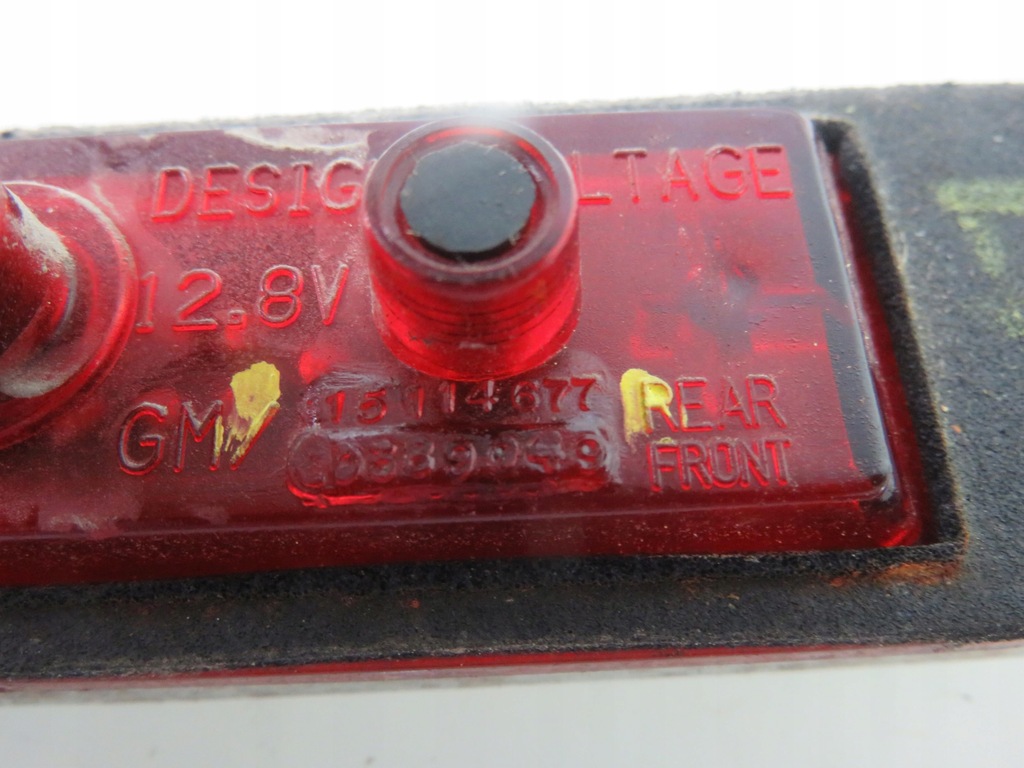 DESIG LTAGE
12.8V
GM 15114677 REAR
FRONT